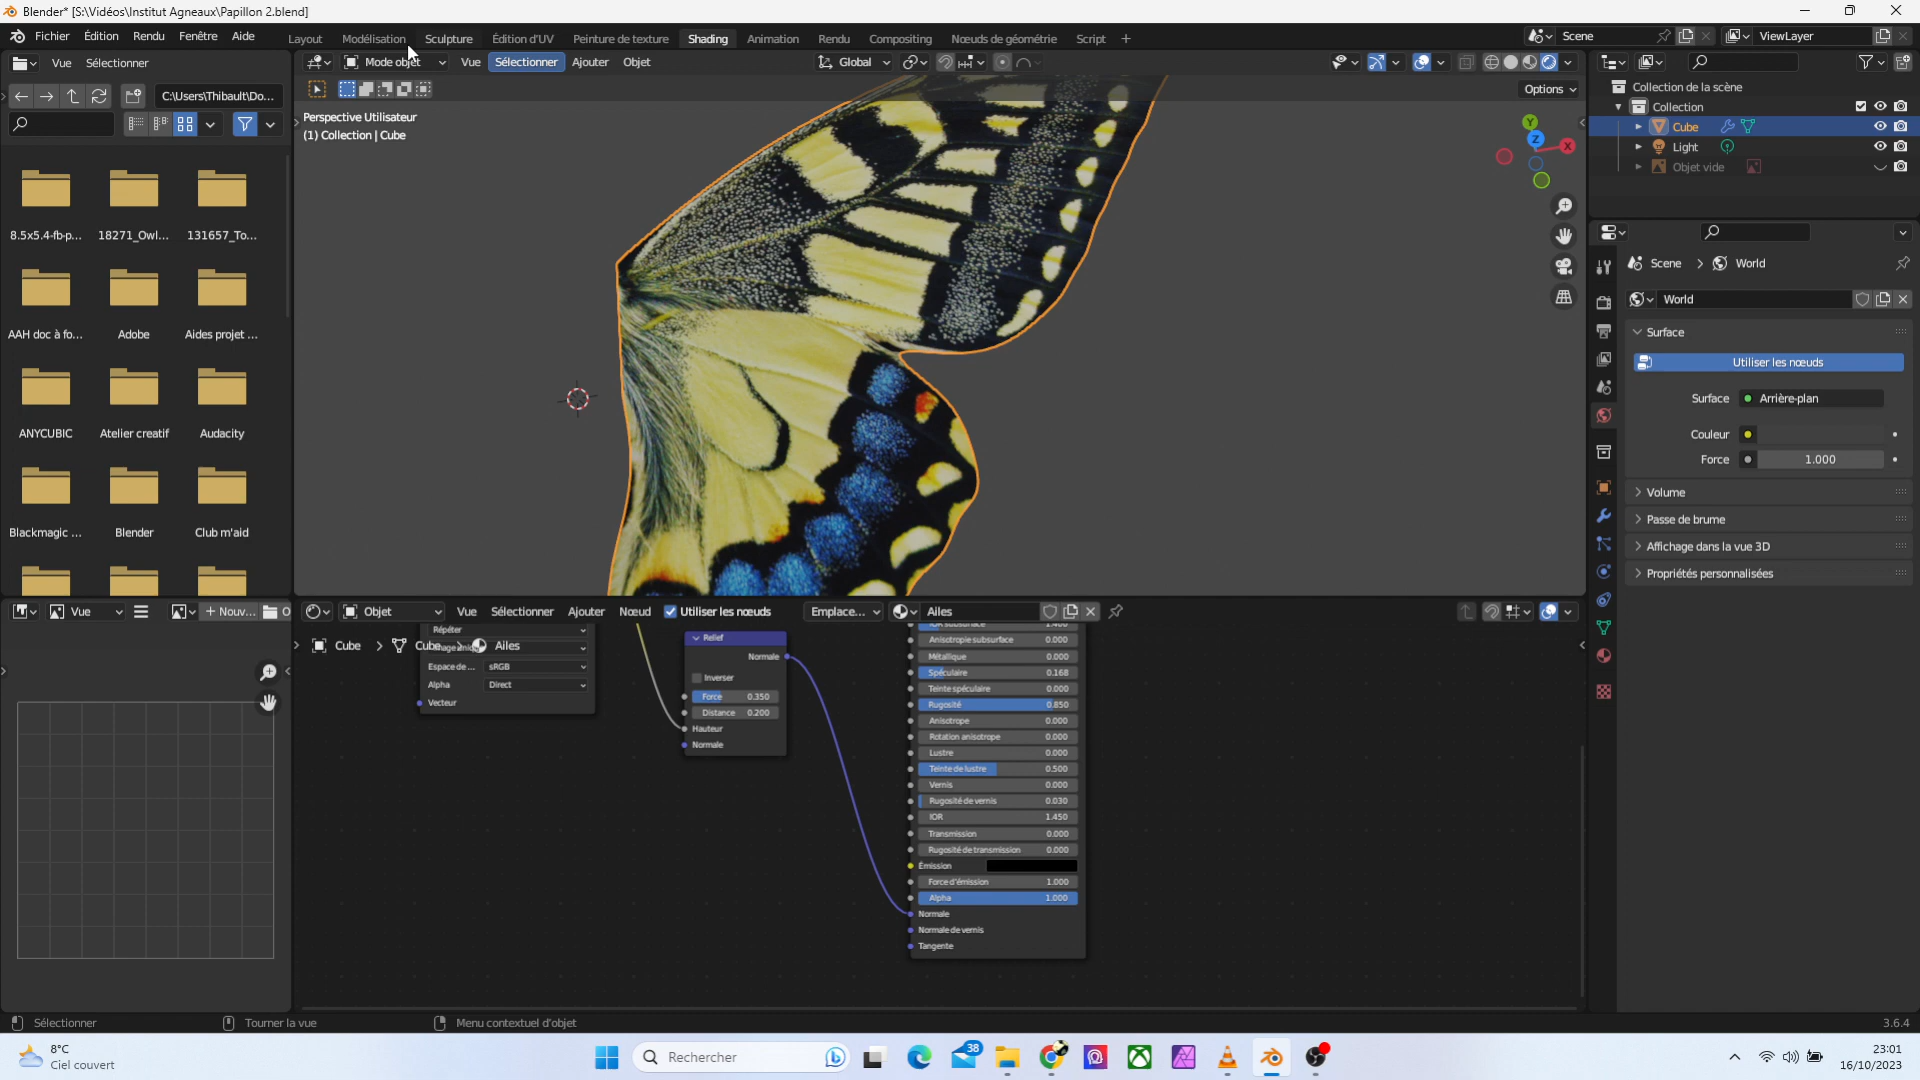 Blender* [S:\Vidéos\Institut Agneaux\Papillon 2.blend]
Fichier Édition Rendu Fenêtre Aide Layout Modélisation Sculpture Édition d'UV Peinture de texture Shading Animation Rendu Compositing Nœuds de géométrie Script + Scene ViewLayer
Vue Sélectionner Mode objet Vue Sélectionner Ajouter Objet Global
C:\Users\Thibault\Do... Options
Perspective Utilisateur
(1) Collection | Cube
Y
Z
X
8.5x5.4-fb-p... 18271_Owl... 131657_To...
AAH doc à fo... Adobe Aides projet ...
ANYCUBIC Atelier creatif Audacity
Blackmagic ... Blender Club m'aid
Collection de la scène
Collection
Cube
Light
Objet vide
Scene > World
World
Surface
Utiliser les nœuds
Surface Arrière-plan
Couleur
Force 1.000
Volume
Passe de brume
Affichage dans la vue 3D
Propriétés personnalisées
Vue + Nouv... O Objet Vue Sélectionner Ajouter Nœud Utiliser les nœuds Emplace... Ailes
Cube > Cube > Ailes
Répéter
Espace de ... sRGB
Alpha Direct
Vecteur
Relief
Normale
Inverser
Force 0.350
Distance 0.200
Hauteur
Normale
IOR subsurface 1.400
Anisotropie subsurface 0.000
Métallique 0.000
Spéculaire 0.168
Teinte spéculaire 0.000
Rugosité 0.850
Anisotrope 0.000
Rotation anisotrope 0.000
Lustre 0.000
Teinte de lustre 0.500
Vernis 0.000
Rugosité de vernis 0.030
IOR 1.450
Transmission 0.000
Rugosité de transmission 0.000
Émission
Force d'émission 1.000
Alpha 1.000
Normale
Normale de vernis
Tangente
Sélectionner Tourner la vue Menu contextuel d'objet 3.6.4
8°C
Ciel couvert
Rechercher
38
23:01
16/10/2023